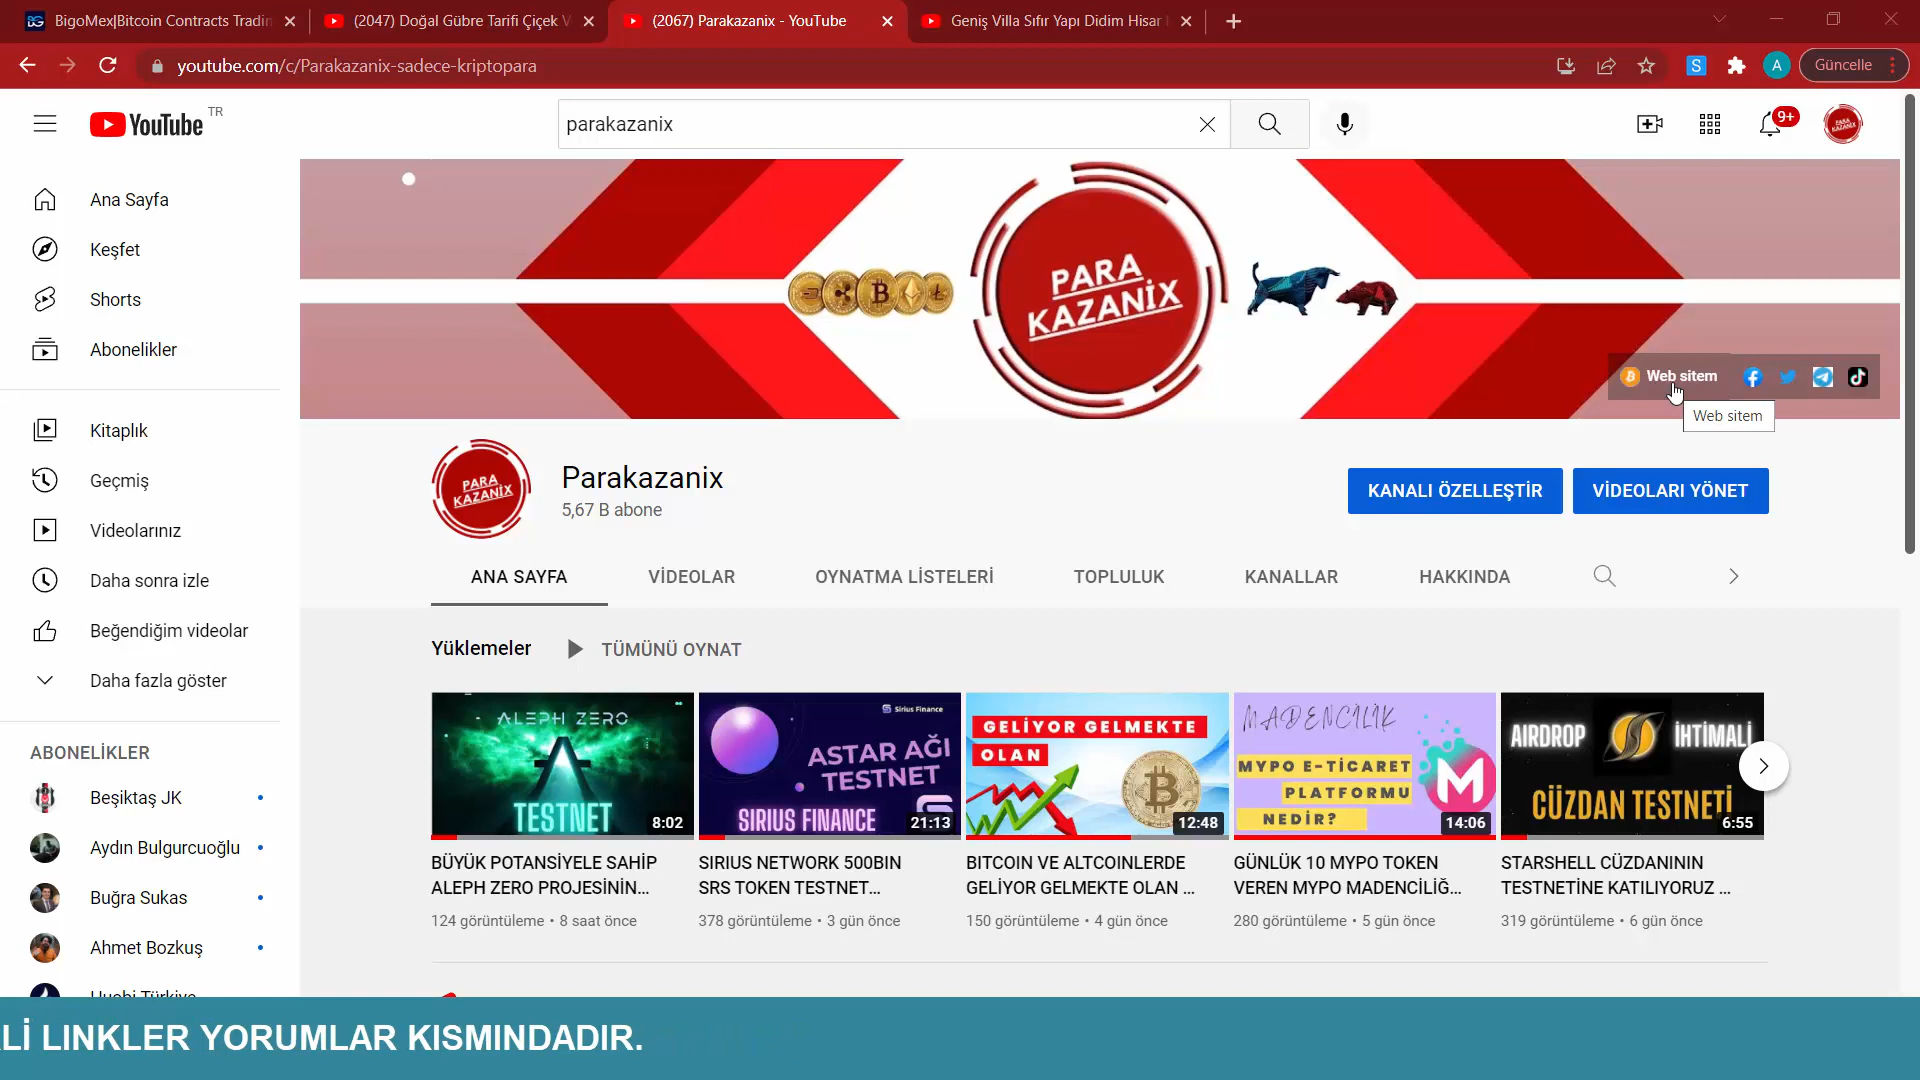 BigoMex|Bitcoin Contracts Tradin
(2047) Doğal Gübre Tarifi Çiçek V
(2067) Parakazanix - YouTube
Geniş Villa Sıfır Yapı Didim Hisar
youtube.com/c/Parakazanix-sadece-kriptopara
S
A
Güncelle
YouTube
TR
parakazanix
9+
Ana Sayfa
Keşfet
Shorts
Abonelikler
Kitaplık
Geçmiş
Videolarınız
Daha sonra izle
Beğendiğim videolar
Daha fazla göster
ABONELİKLER
Beşiktaş JK
Aydın Bulgurcuoğlu
Buğra Sukas
Ahmet Bozkuş
Huobi Türkiye
PARA
KAZANİX
Web sitem
Web sitem
PARA
KAZANİX
Parakazanix
5,67 B abone
KANALI ÖZELLEŞTİR
VİDEOLARI YÖNET
ANA SAYFA
VİDEOLAR
OYNATMA LİSTELERİ
TOPLULUK
KANALLAR
HAKKINDA
Yüklemeler
TÜMÜNÜ OYNAT
ALEPH ZERO
TESTNET
8:02
BÜYÜK POTANSİYELE SAHİP
ALEPH ZERO PROJESİNİN...
124 görüntüleme • 8 saat önce
Sirius Finance
ASTAR AĞI
TESTNET
SIRIUS FINANCE
21:13
SIRIUS NETWORK 500BIN
SRS TOKEN TESTNET...
378 görüntüleme • 3 gün önce
GELİYOR GELMEKTE
OLAN
12:48
BITCOIN VE ALTCOINLERDE
GELİYOR GELMEKTE OLAN ...
150 görüntüleme • 4 gün önce
MADENCİLİK
MYPO E-TİCARET
PLATFORMU
NEDİR?
14:06
GÜNLÜK 10 MYPO TOKEN
VEREN MYPO MADENCİLİĞ...
280 görüntüleme • 5 gün önce
AIRDROP
İHTİMALİ
CÜZDAN TESTNETİ
6:55
STARSHELL CÜZDANININ
TESTNETİNE KATILIYORUZ ...
319 görüntüleme • 6 gün önce
Lİ LINKLER YORUMLAR KISMINDADIR.